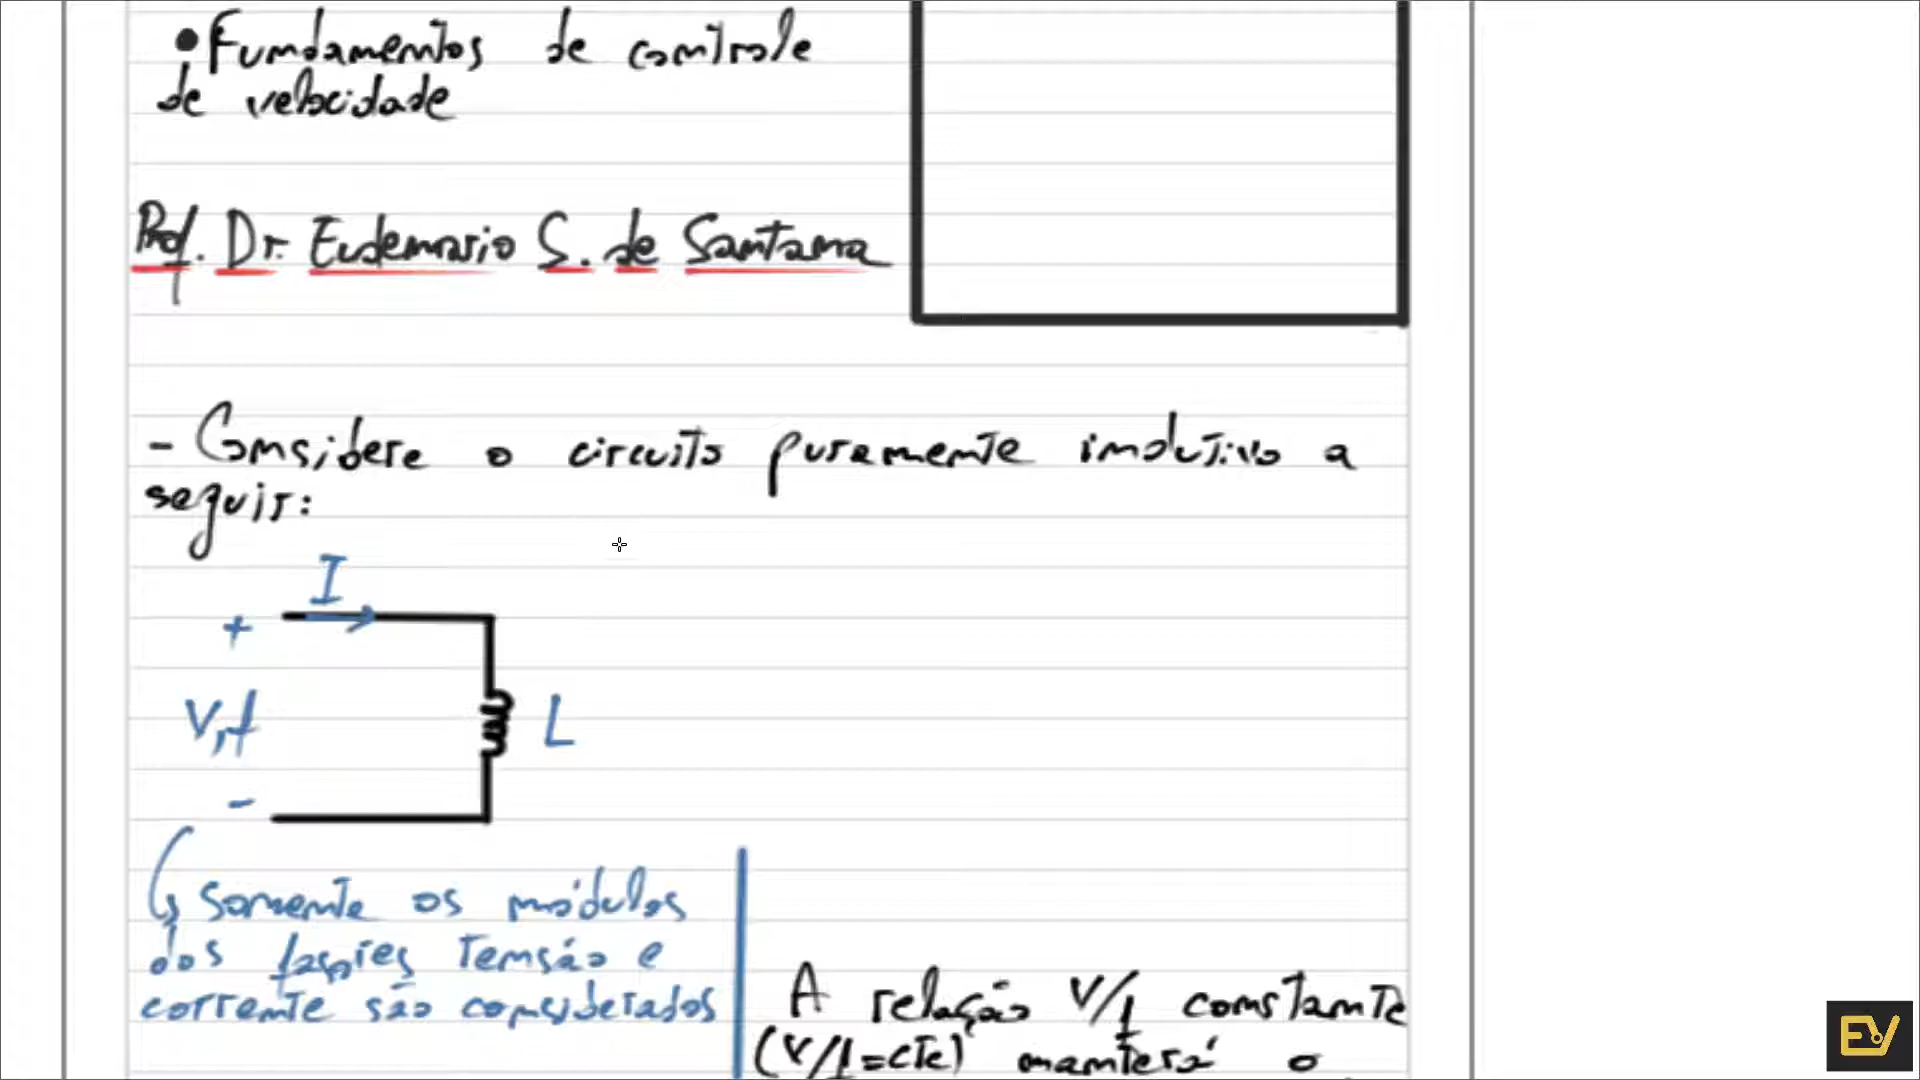 • Fundamentos de controle
de velocidade
Prof. Dr. Eudemario S. de Santana
- Considere o circuito puramente indutivo a
seguir:
I
+
V,f
L
-
↳ Somente os módulos
dos fasores tensão e
corrente são considerados
A relação V/f constante
(V/f=cte) manterá o
EV